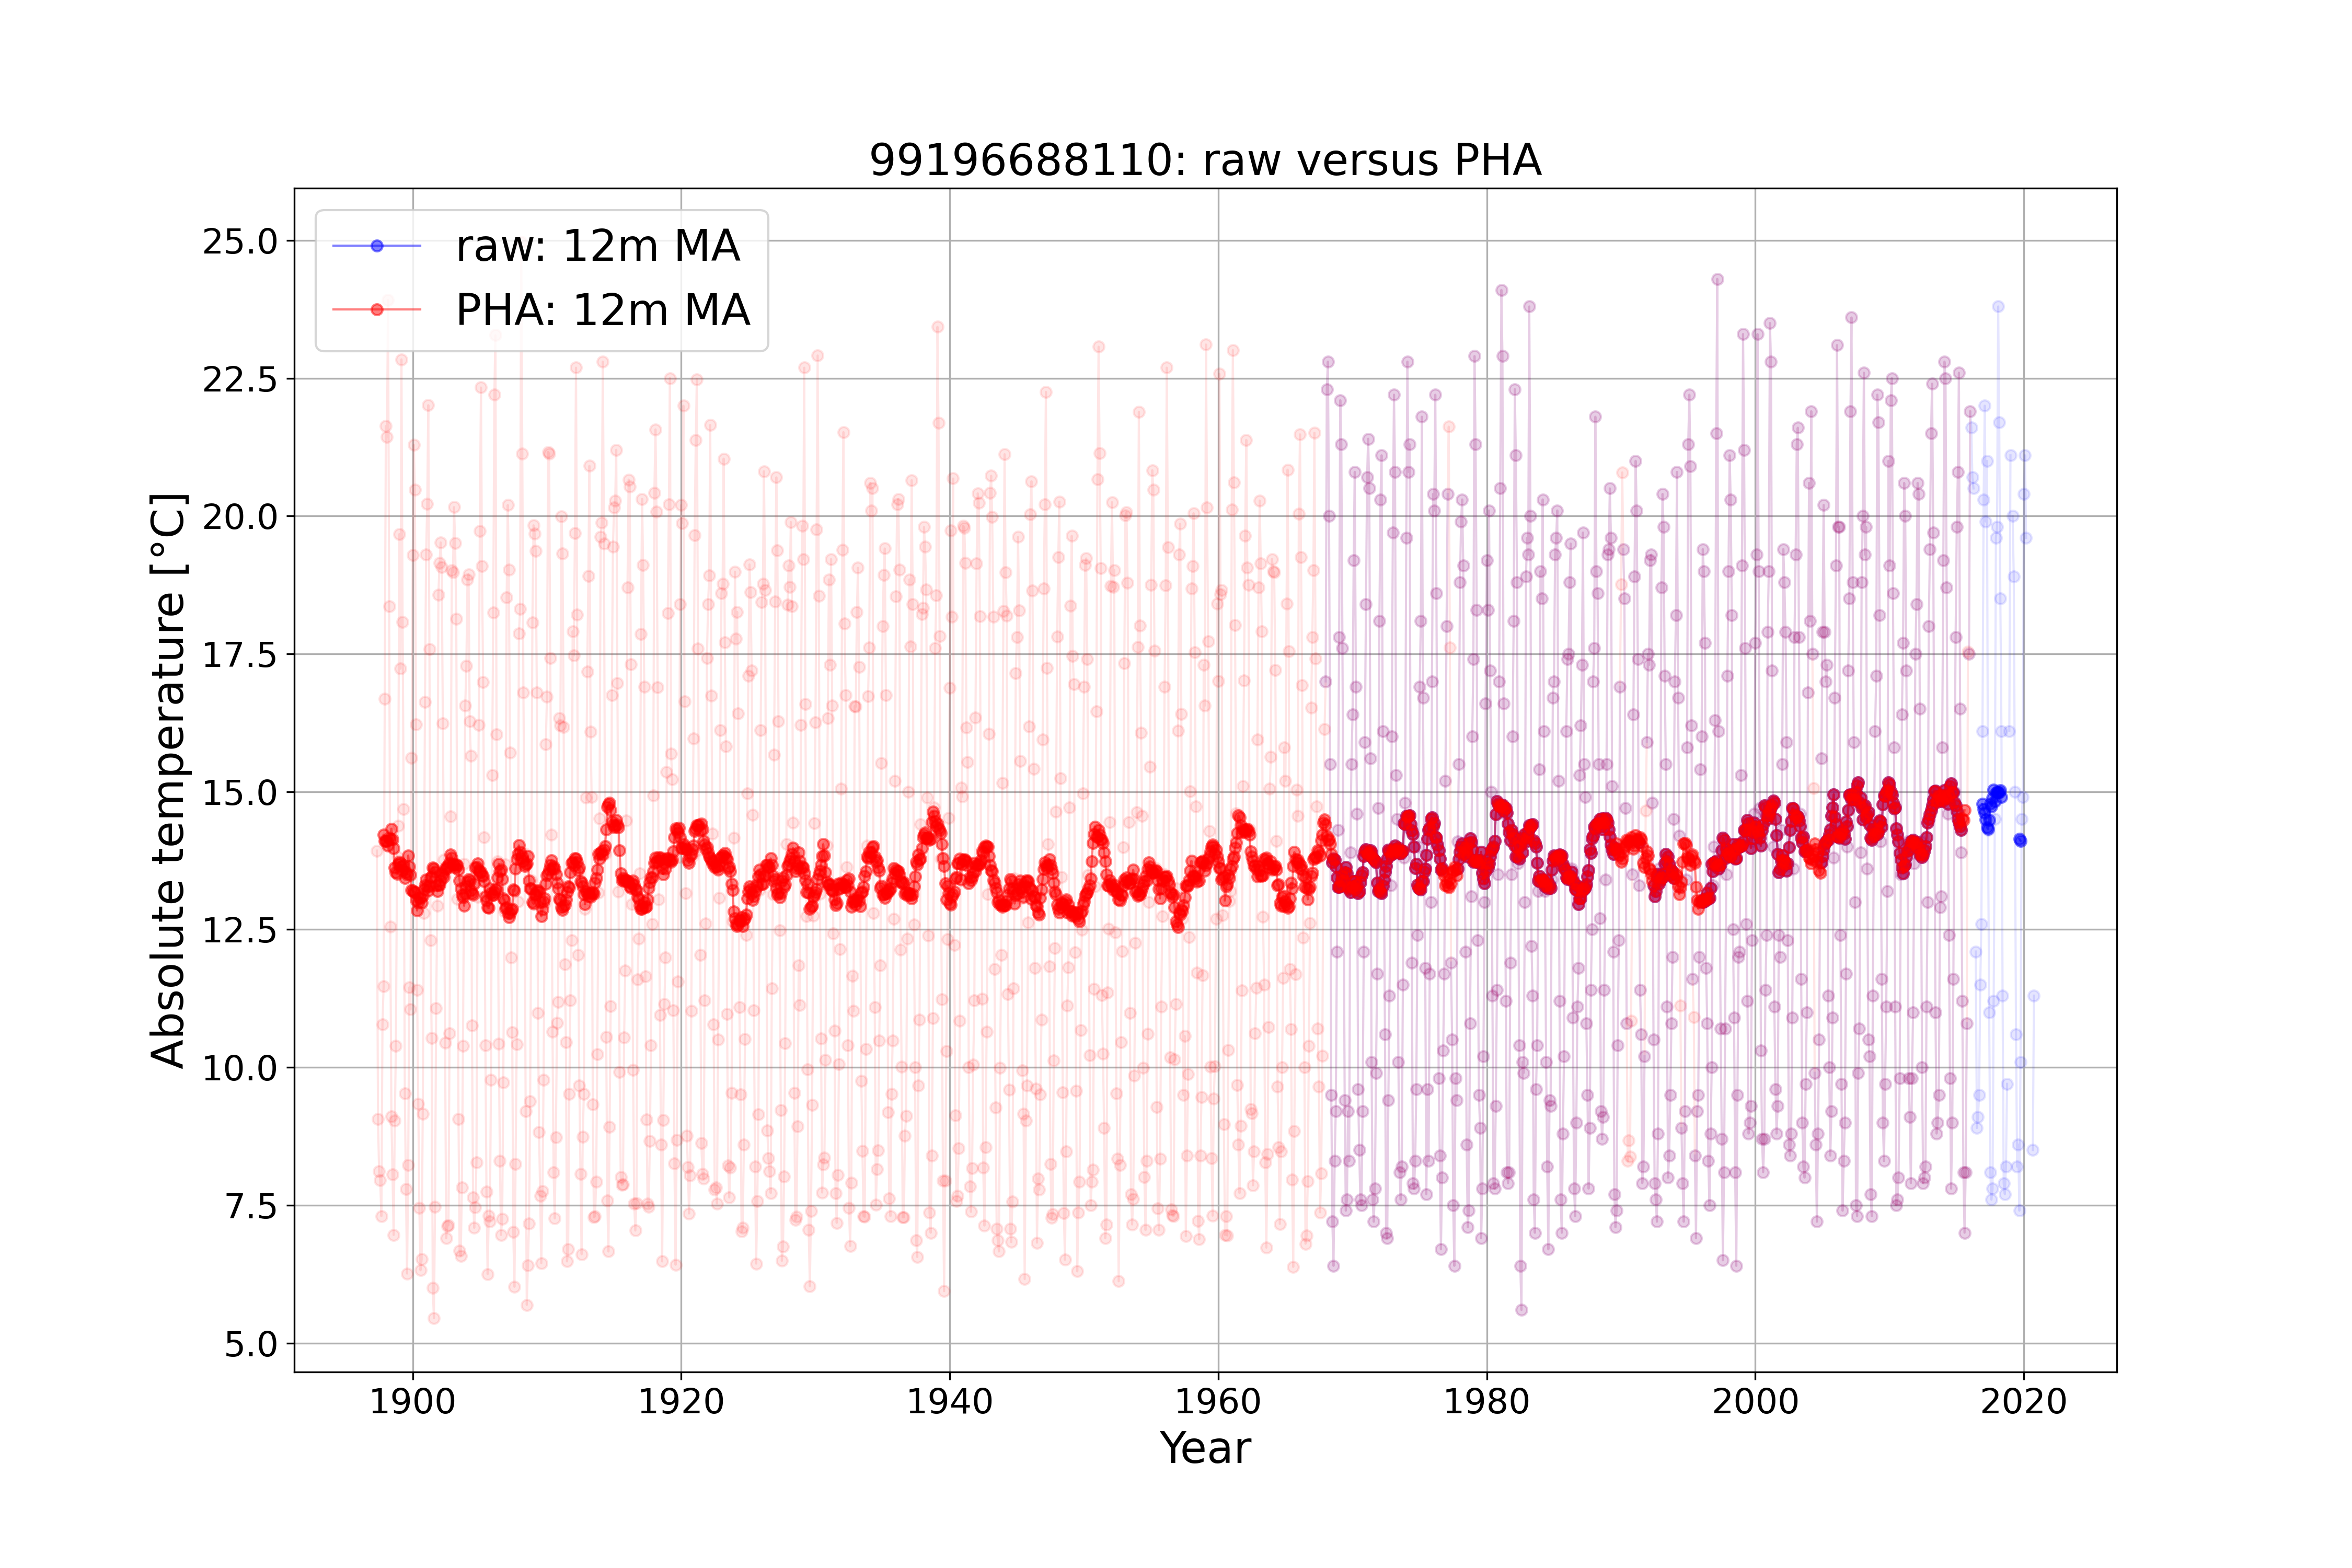 99196688110: raw versus PHA
raw: 12m MA
PHA: 12m MA
Absolute temperature [°C]
25.0
22.5
20.0
17.5
15.0
12.5
10.0
7.5
5.0
1900 1920 1940 1960 1980 2000 2020
Year